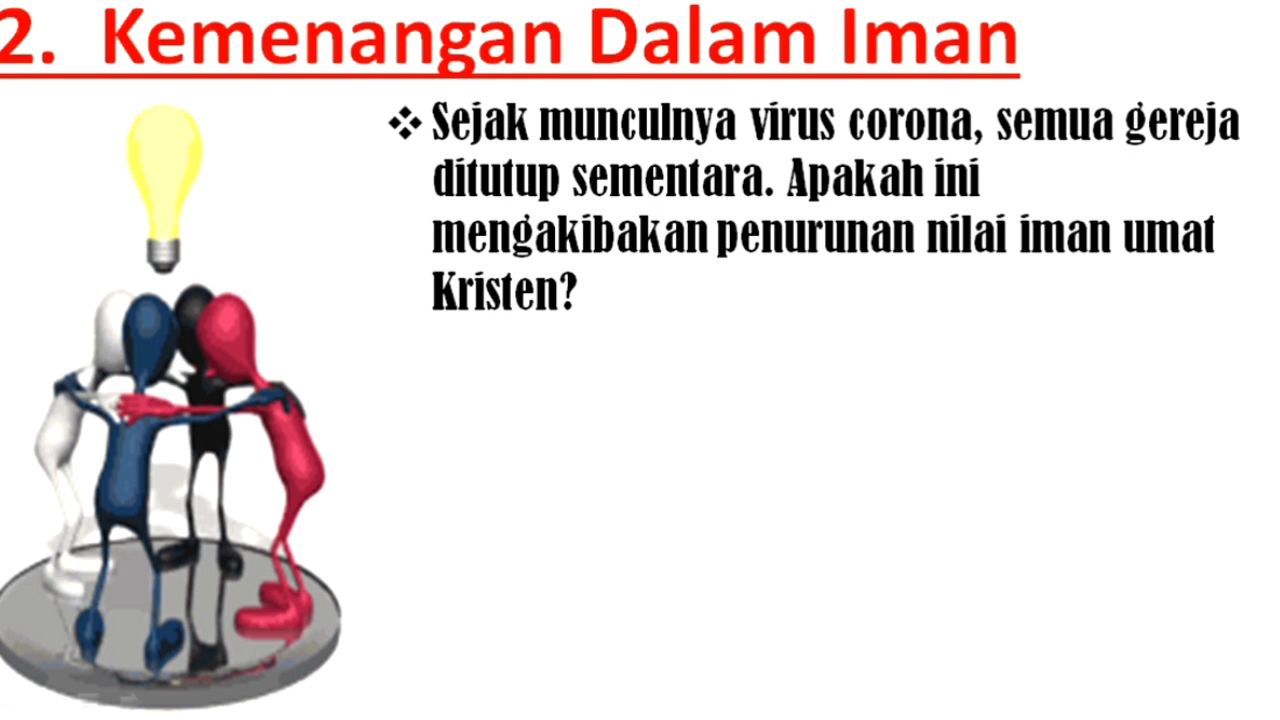 2. Kemenangan Dalam Iman
❖ Sejak munculnya virus corona, semua gereja
ditutup sementara. Apakah ini
mengakibakan penurunan nilai iman umat
Kristen?